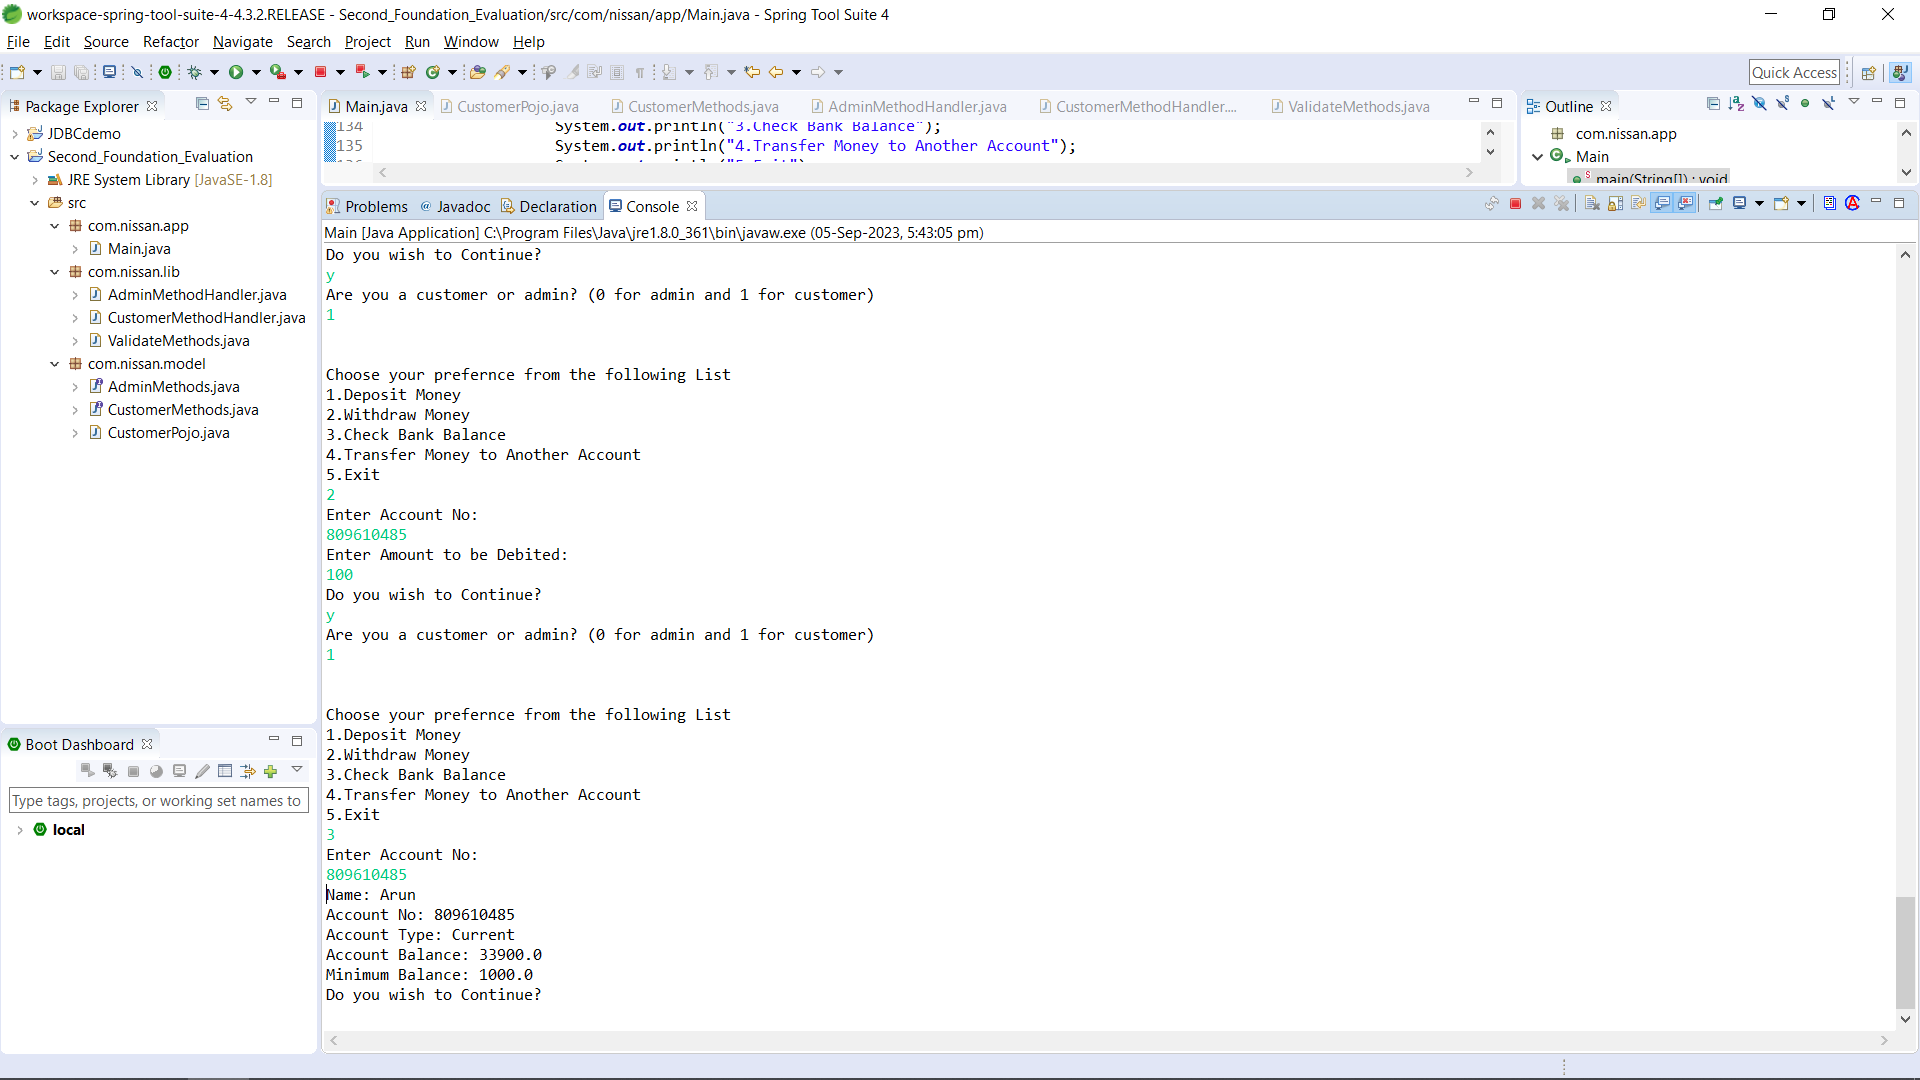 workspace-spring-tool-suite-4-4.3.2.RELEASE - Second_Foundation_Evaluation/src/com/nissan/app/Main.java - Spring Tool Suite 4
File Edit Source Refactor Navigate Search Project Run Window Help
Quick Access
Package Explorer
JDBCdemo
Second_Foundation_Evaluation
JRE System Library [JavaSE-1.8]
src
com.nissan.app
Main.java
com.nissan.lib
AdminMethodHandler.java
CustomerMethodHandler.java
ValidateMethods.java
com.nissan.model
AdminMethods.java
CustomerMethods.java
CustomerPojo.java
Boot Dashboard
Type tags, projects, or working set names to
local
Main.java CustomerPojo.java CustomerMethods.java AdminMethodHandler.java CustomerMethodHandler.... ValidateMethods.java
134 System.out.println("3.Check Bank Balance");
135 System.out.println("4.Transfer Money to Another Account");
136 System.out.println("5.Exit")
Outline
com.nissan.app
Main
main(String[]) : void
Problems @ Javadoc Declaration Console
Main [Java Application] C:\Program Files\Java\jre1.8.0_361\bin\javaw.exe (05-Sep-2023, 5:43:05 pm)
Do you wish to Continue?
y
Are you a customer or admin? (0 for admin and 1 for customer)
1
Choose your prefernce from the following List
1.Deposit Money
2.Withdraw Money
3.Check Bank Balance
4.Transfer Money to Another Account
5.Exit
2
Enter Account No:
809610485
Enter Amount to be Debited:
100
Do you wish to Continue?
y
Are you a customer or admin? (0 for admin and 1 for customer)
1
Choose your prefernce from the following List
1.Deposit Money
2.Withdraw Money
3.Check Bank Balance
4.Transfer Money to Another Account
5.Exit
3
Enter Account No:
809610485
Name: Arun
Account No: 809610485
Account Type: Current
Account Balance: 33900.0
Minimum Balance: 1000.0
Do you wish to Continue?